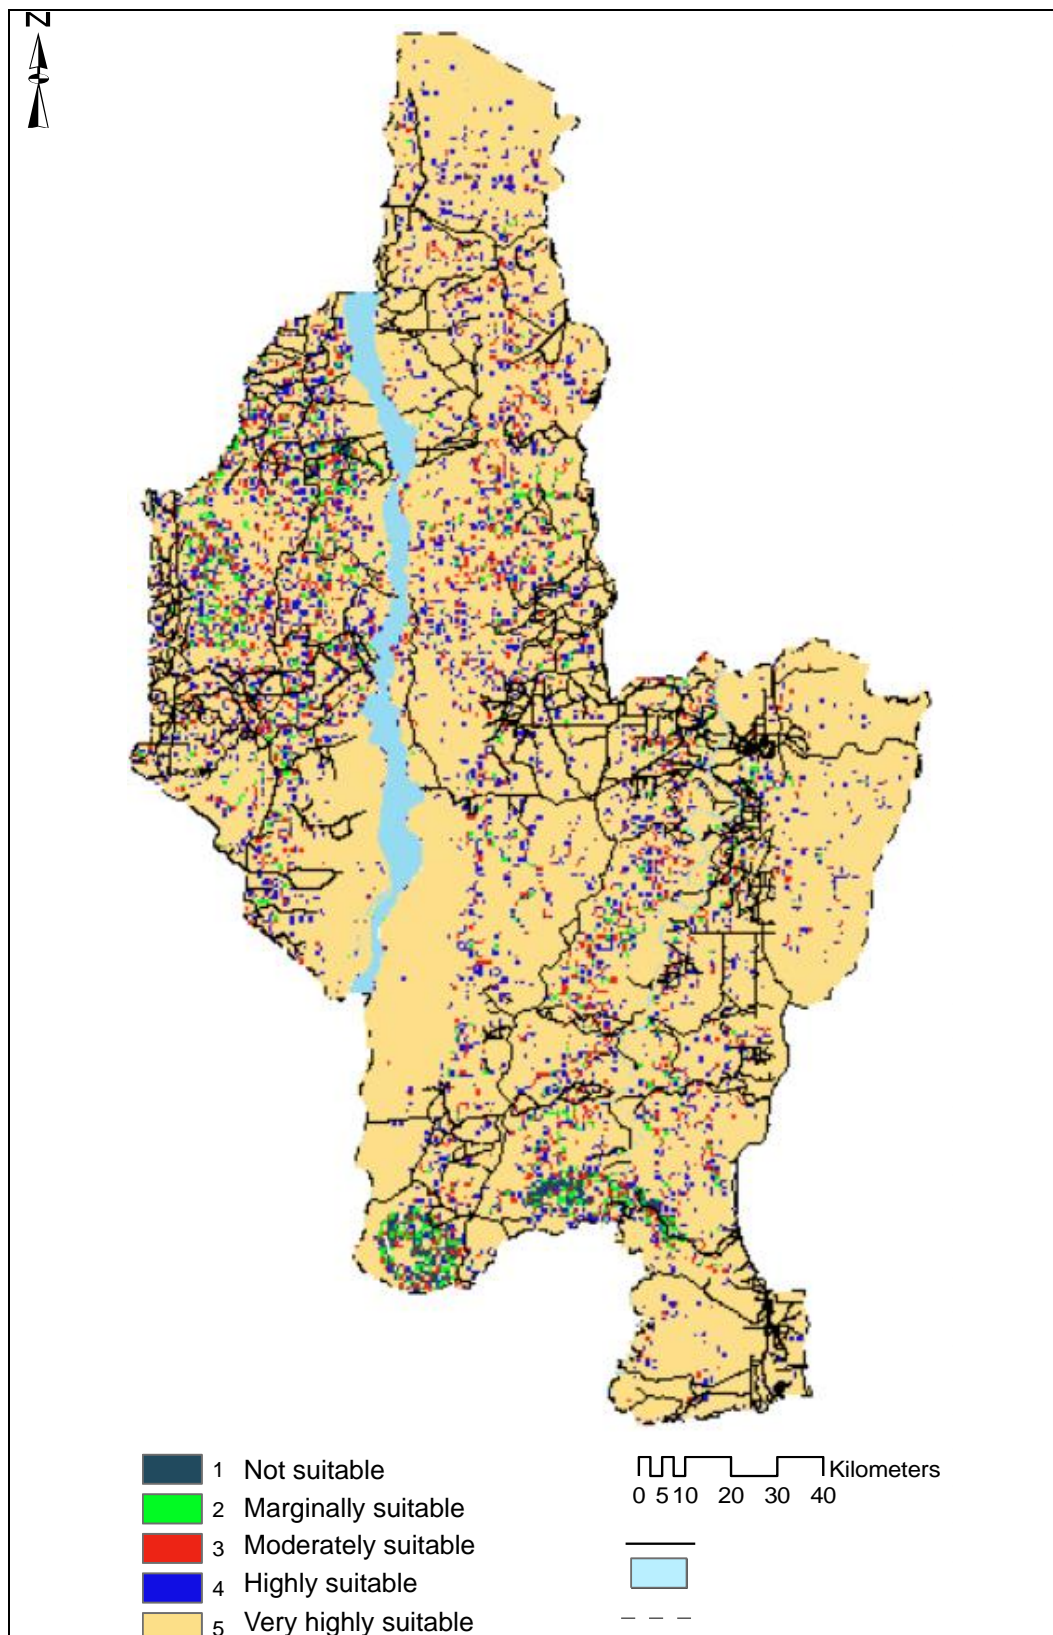 N
1 Not suitable
2 Marginally suitable
3 Moderately suitable
4 Highly suitable
5 Very highly suitable
Kilometers
0 5 10 20 30 40